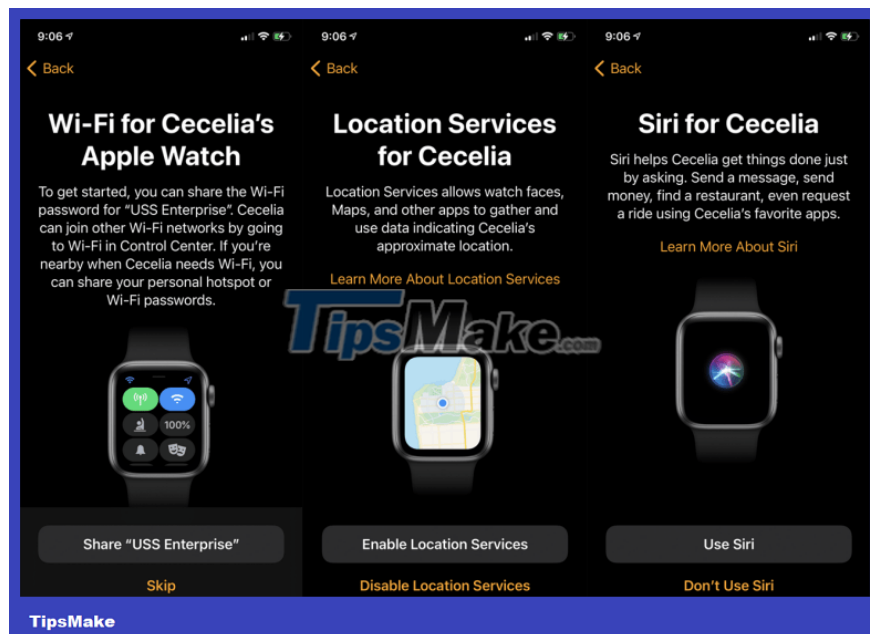 9:06
Back
Wi-Fi for Cecelia's
Apple Watch
To get started, you can share the Wi-Fi
password for "USS Enterprise". Cecelia
can join other Wi-Fi networks by going
to Wi-Fi in Control Center. If you're
nearby when Cecelia needs Wi-Fi, you
can share your personal hotspot or
Wi-Fi passwords.
100%
Share "USS Enterprise"
Skip
9:06
Back
Location Services
for Cecelia
Location Services allows watch faces,
Maps, and other apps to gather and
use data indicating Cecelia's
approximate location.
Learn More About Location Services
Enable Location Services
Disable Location Services
9:06
Back
Siri for Cecelia
Siri helps Cecelia get things done just
by asking. Send a message, send
money, find a restaurant, even request
a ride using Cecelia's favorite apps.
Learn More About Siri
Use Siri
Don't Use Siri
TipsMake.com
TipsMake